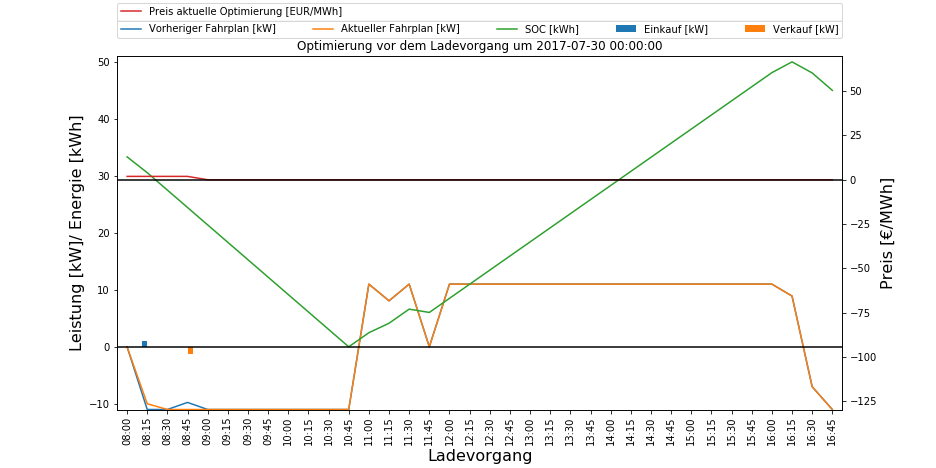 Preis aktuelle Optimierung [EUR/MWh]
Vorheriger Fahrplan [kW] Aktueller Fahrplan [kW] SOC [kWh] Einkauf [kW] Verkauf [kW]
Optimierung vor dem Ladevorgang um 2017-07-30 00:00:00
50
40
30
20
10
0
−10
Leistung [kW]/ Energie [kWh]
50
25
0
−25
−50
−75
−100
−125
Preis [€/MWh]
08:00 08:15 08:30 08:45 09:00 09:15 09:30 09:45 10:00 10:15 10:30 10:45 11:00 11:15 11:30 11:45 12:00 12:15 12:30 12:45 13:00 13:15 13:30 13:45 14:00 14:15 14:30 14:45 15:00 15:15 15:30 15:45 16:00 16:15 16:30 16:45
Ladevorgang